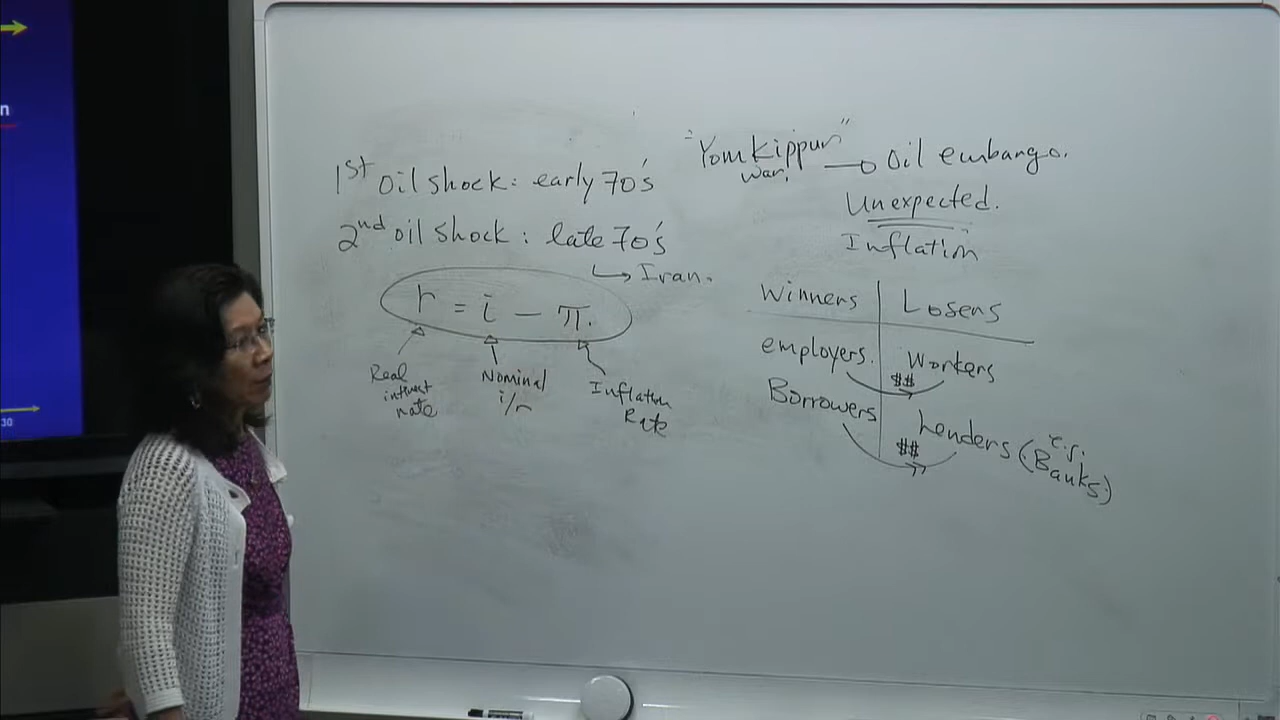 n
30
1st Oil shock: early 70's
2nd oil shock: late 70's
Iran.
r = i - π.
Real
interest
rate
Nominal
i/r
Inflation
Rate
"Yom Kippur"
War.
Oil embargo.
Unexpected.
Inflation
Winners Losers
employers. Workers
$$
Borrowers Lenders (e.g.
Banks)
$$